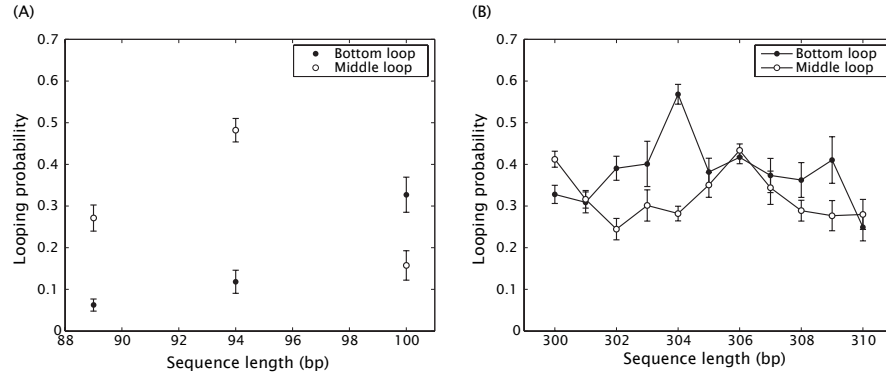 (A)
0.7
0.6
0.5
0.4
0.3
0.2
0.1
0
Looping probability
Bottom loop
Middle loop
88 90 92 94 96 98 100
Sequence length (bp)
(B)
0.7
0.6
0.5
0.4
0.3
0.2
0.1
0
Looping probability
Bottom loop
Middle loop
300 302 304 306 308 310
Sequence length (bp)